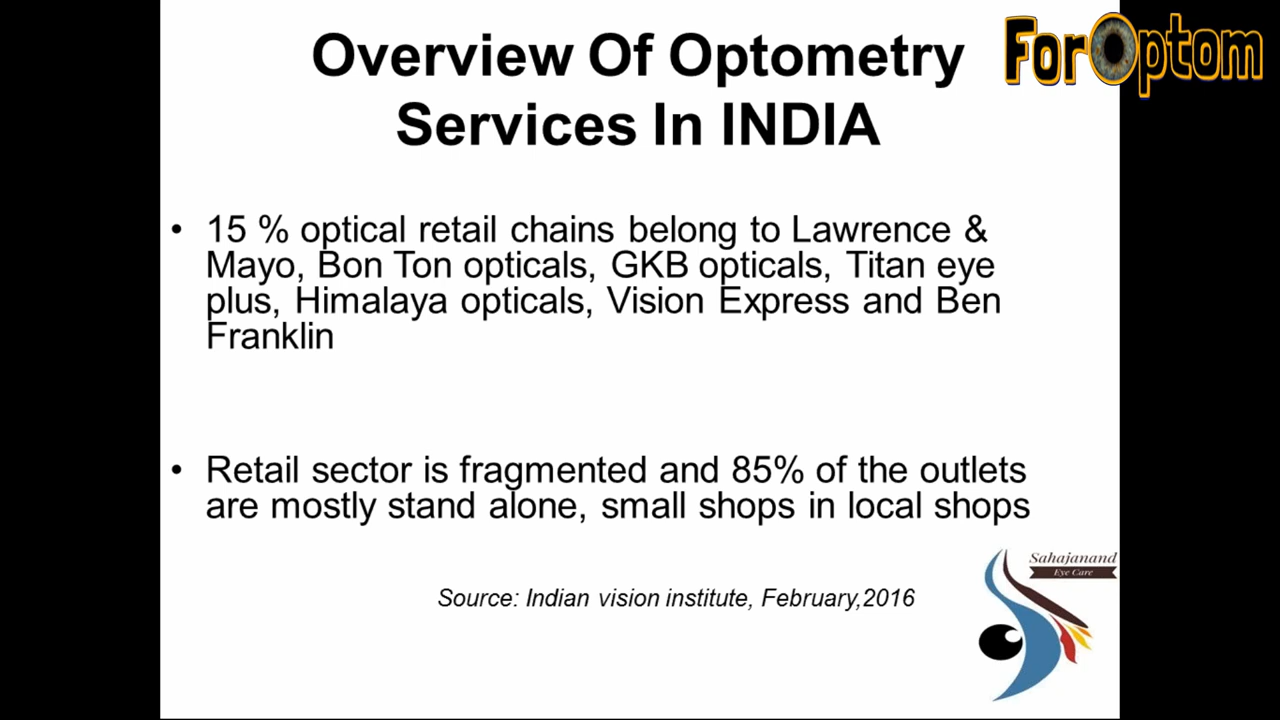 Overview Of Optometry
Services In INDIA
ForOptom
• 15 % optical retail chains belong to Lawrence &
Mayo, Bon Ton opticals, GKB opticals, Titan eye
plus, Himalaya opticals, Vision Express and Ben
Franklin
• Retail sector is fragmented and 85% of the outlets
are mostly stand alone, small shops in local shops
Source: Indian vision institute, February,2016
Sahajanand
Eye Care